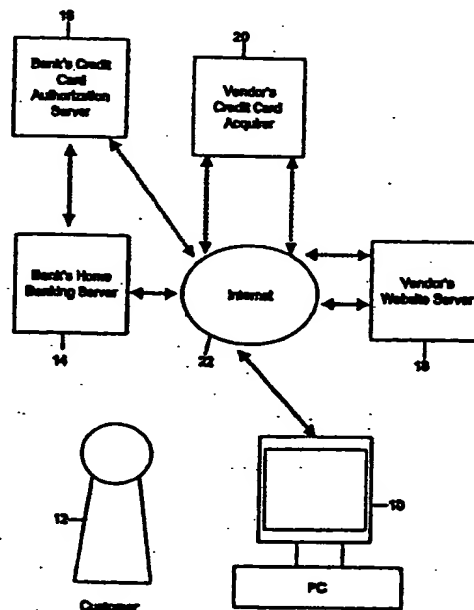 20
Bank's Credit
Card
Authorization
Server
Vendor's
Credit Card
Acquirer
Bank's Home
Banking Server
Internet
Vendor's
Website Server
14
22
18
12
10
PC
Customer